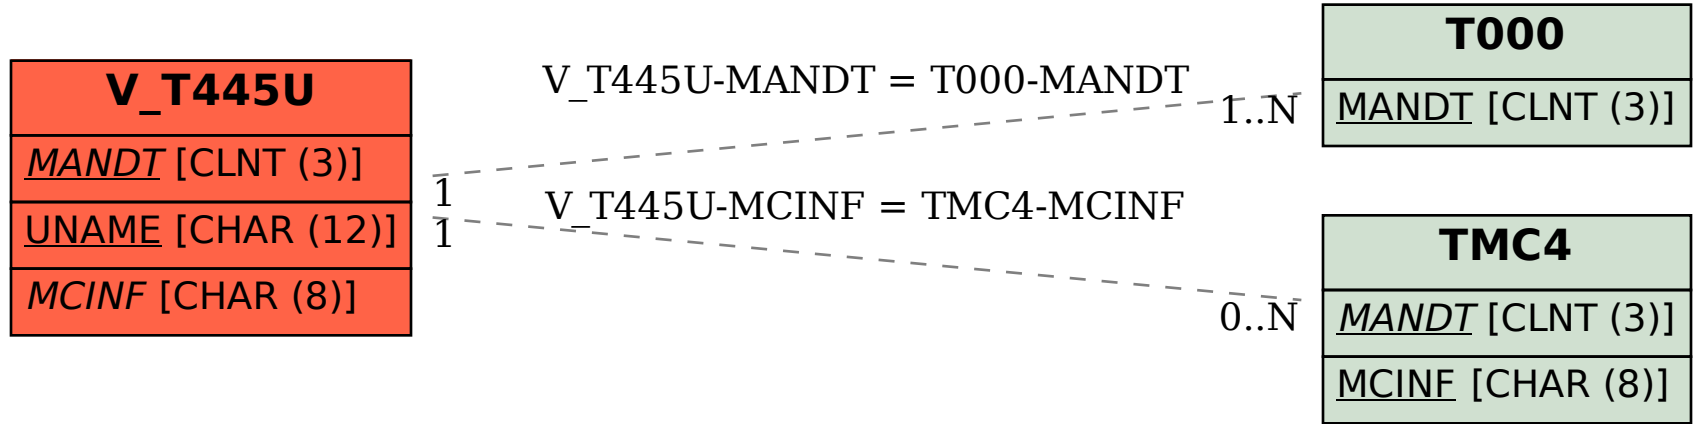 V_T445U
MANDT [CLNT (3)]
UNAME [CHAR (12)]
MCINF [CHAR (8)]
V_T445U-MANDT = T000-MANDT
1
1..N
V_T445U-MCINF = TMC4-MCINF
1
0..N
T000
MANDT [CLNT (3)]
TMC4
MANDT [CLNT (3)]
MCINF [CHAR (8)]